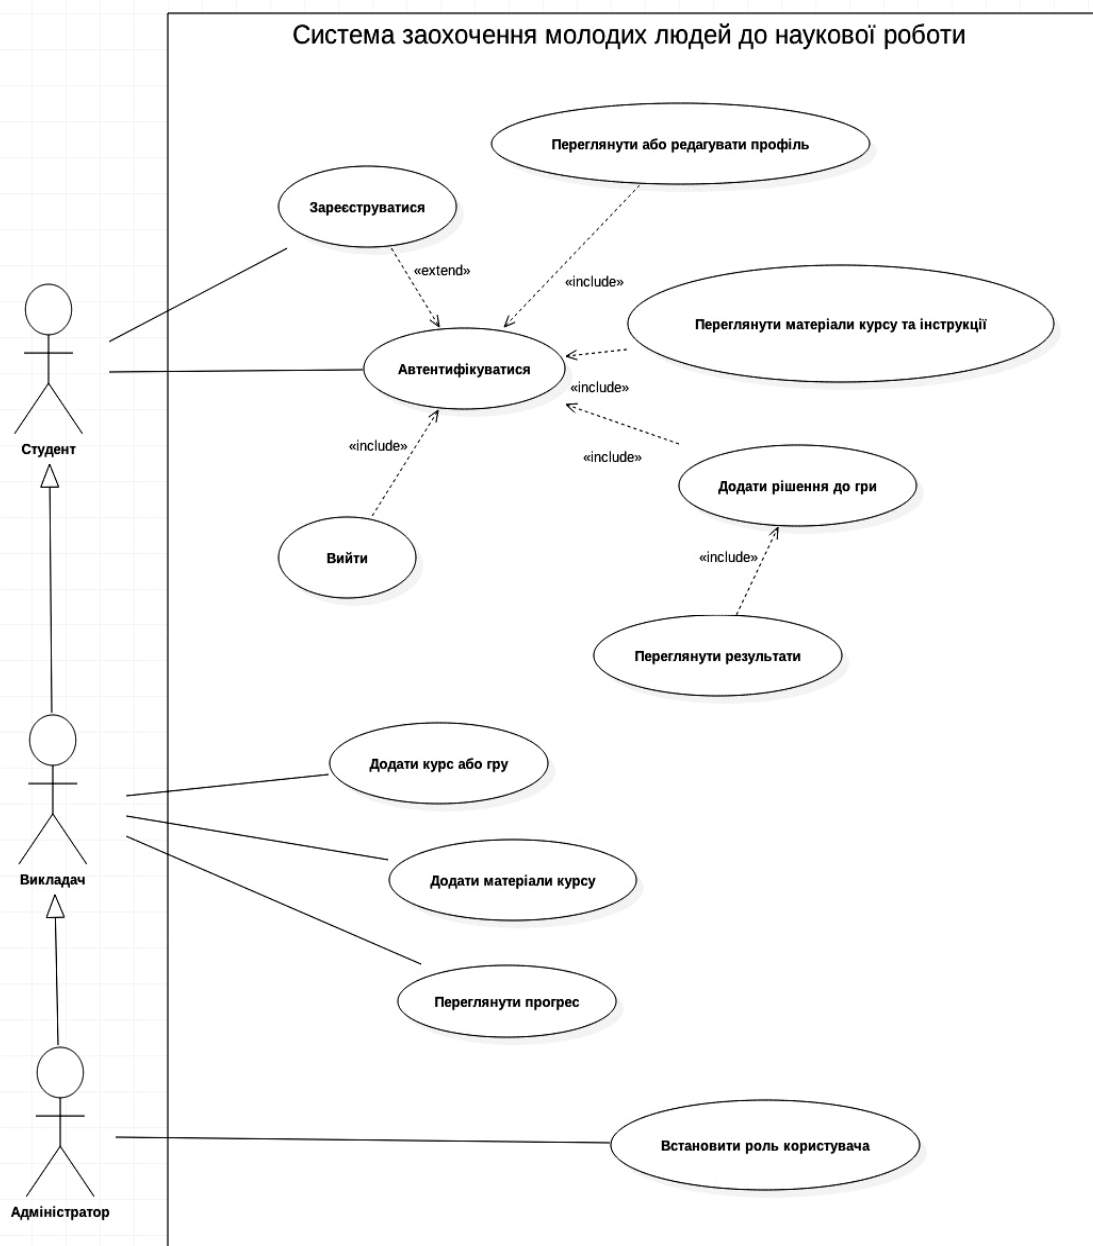 Система заохочення молодих людей до наукової роботи
Переглянути або редагувати профіль
Зареєструватися
«extend»
«include»
Переглянути матеріали курсу та інструкції
Автентифікуватися
«include»
«include»
«include»
Студент
Додати рішення до гри
Вийти
«include»
Переглянути результати
Додати курс або гру
Викладач
Додати матеріали курсу
Переглянути прогрес
Встановити роль користувача
Адміністратор